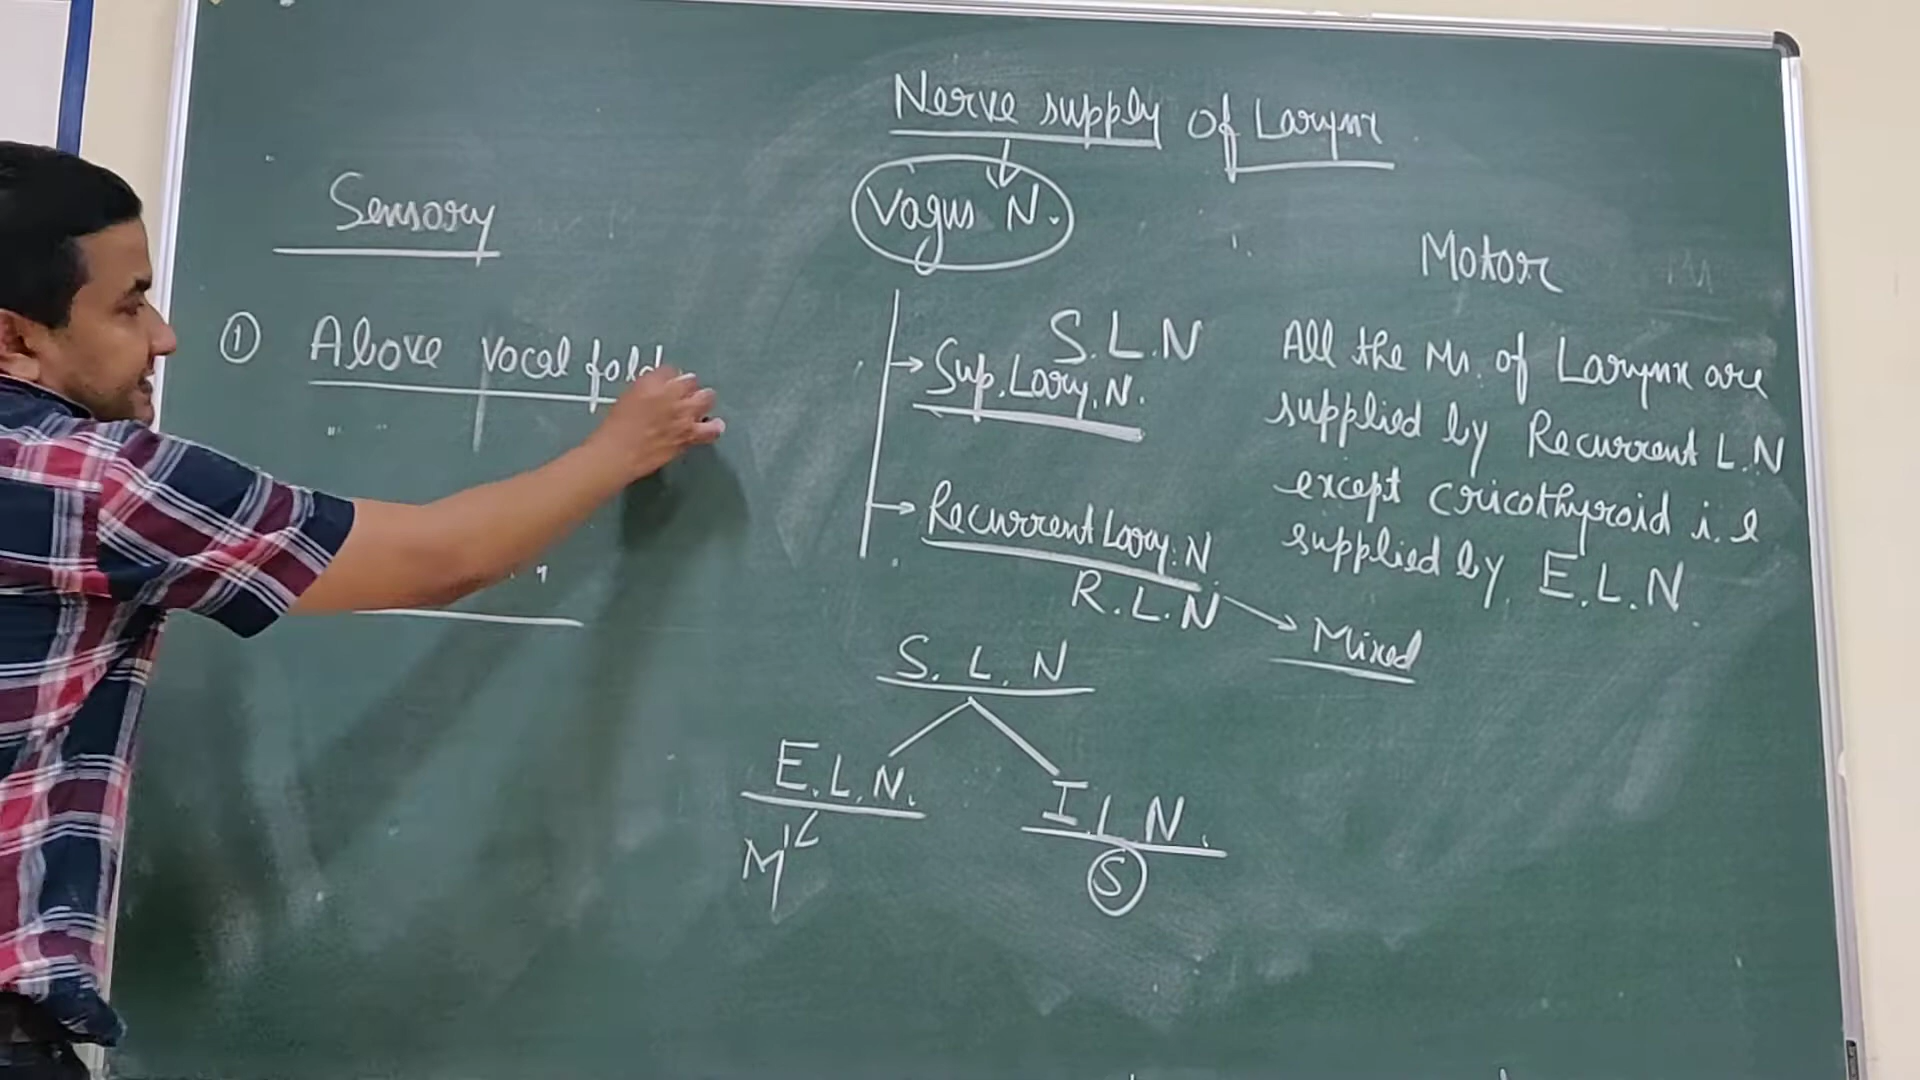 Nerve supply of Larynx
Vagus N.
Sensory
① Above vocal fold
" "
" "
S.L.N
Sup. Lary. N.
Recurrent Lary. N
R.L.N
Mixed
Motor
All the Ms. of Larynx are
supplied by Recurrent L.N
except cricothyroid i.e
supplied by E.L.N
S. L. N
E.L.N.
I.L.N.
M
S